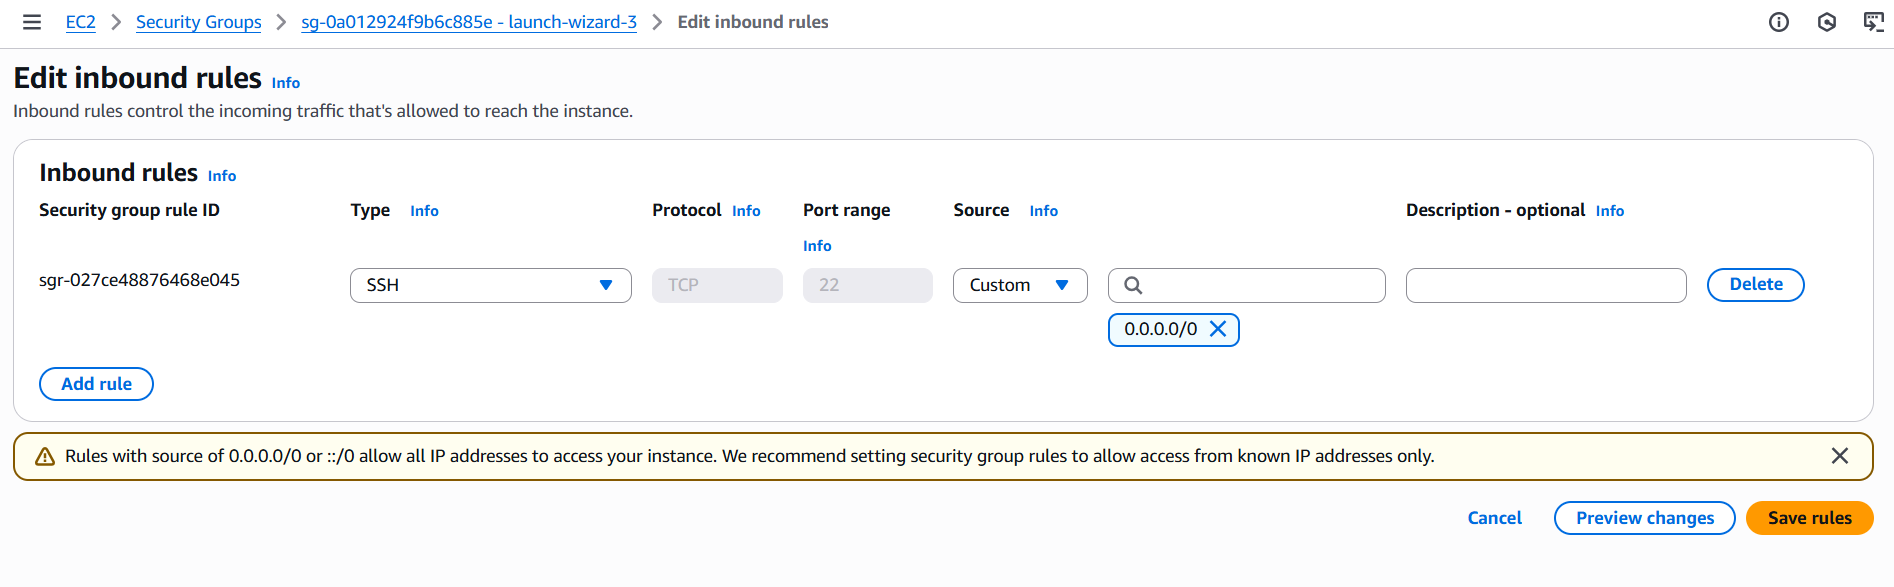 EC2 > Security Groups > sg-0a012924f9b6c885e - launch-wizard-3 > Edit inbound rules
Edit inbound rules Info
Inbound rules control the incoming traffic that's allowed to reach the instance.
Inbound rules Info
Security group rule ID Type Info Protocol Info Port range Source Info Description - optional Info
Info
sgr-027ce48876468e045 SSH TCP 22 Custom Delete
0.0.0.0/0
Add rule
Rules with source of 0.0.0.0/0 or ::/0 allow all IP addresses to access your instance. We recommend setting security group rules to allow access from known IP addresses only.
Cancel Preview changes Save rules